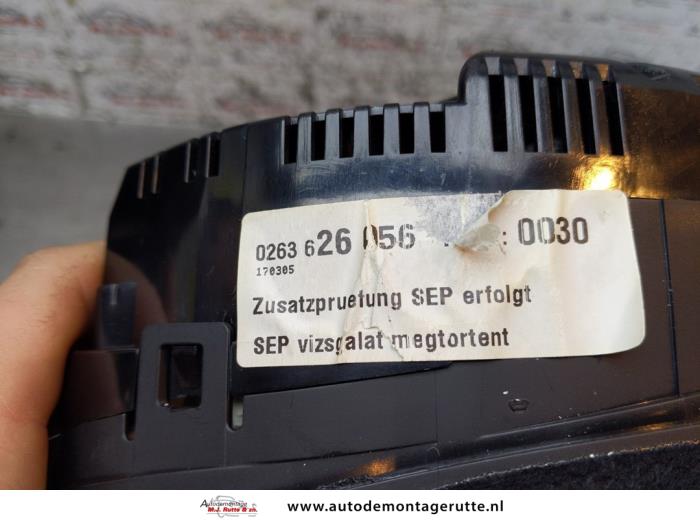 0263 626 056 : 0030
170305
Zusatzpruefung SEP erfolgt
SEP vizsgalat megtortent
Autodemontage
M.J. Rutte & zn.
www.autodemontagerutte.nl